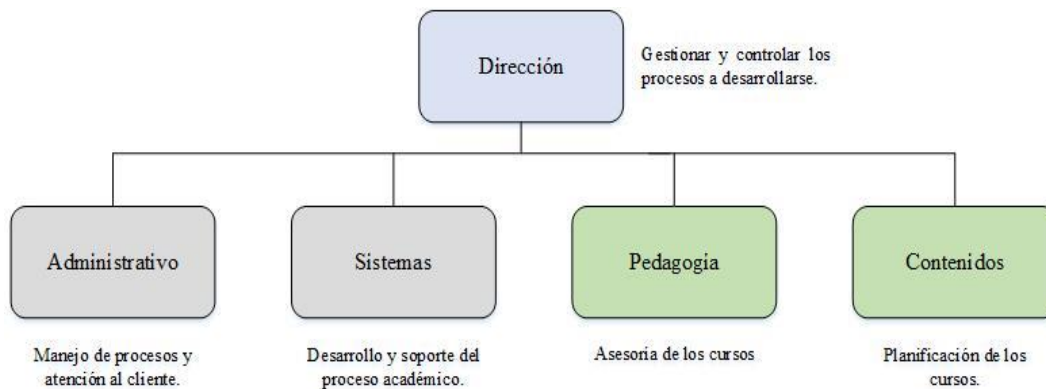 Dirección
Gestionar y controlar los
procesos a desarrollarse.
Administrativo
Sistemas
Pedagogia
Contenidos
Manejo de procesos y
atención al cliente.
Desarrollo y soporte del
proceso académico.
Asesoría de los cursos
Planificación de los
cursos.